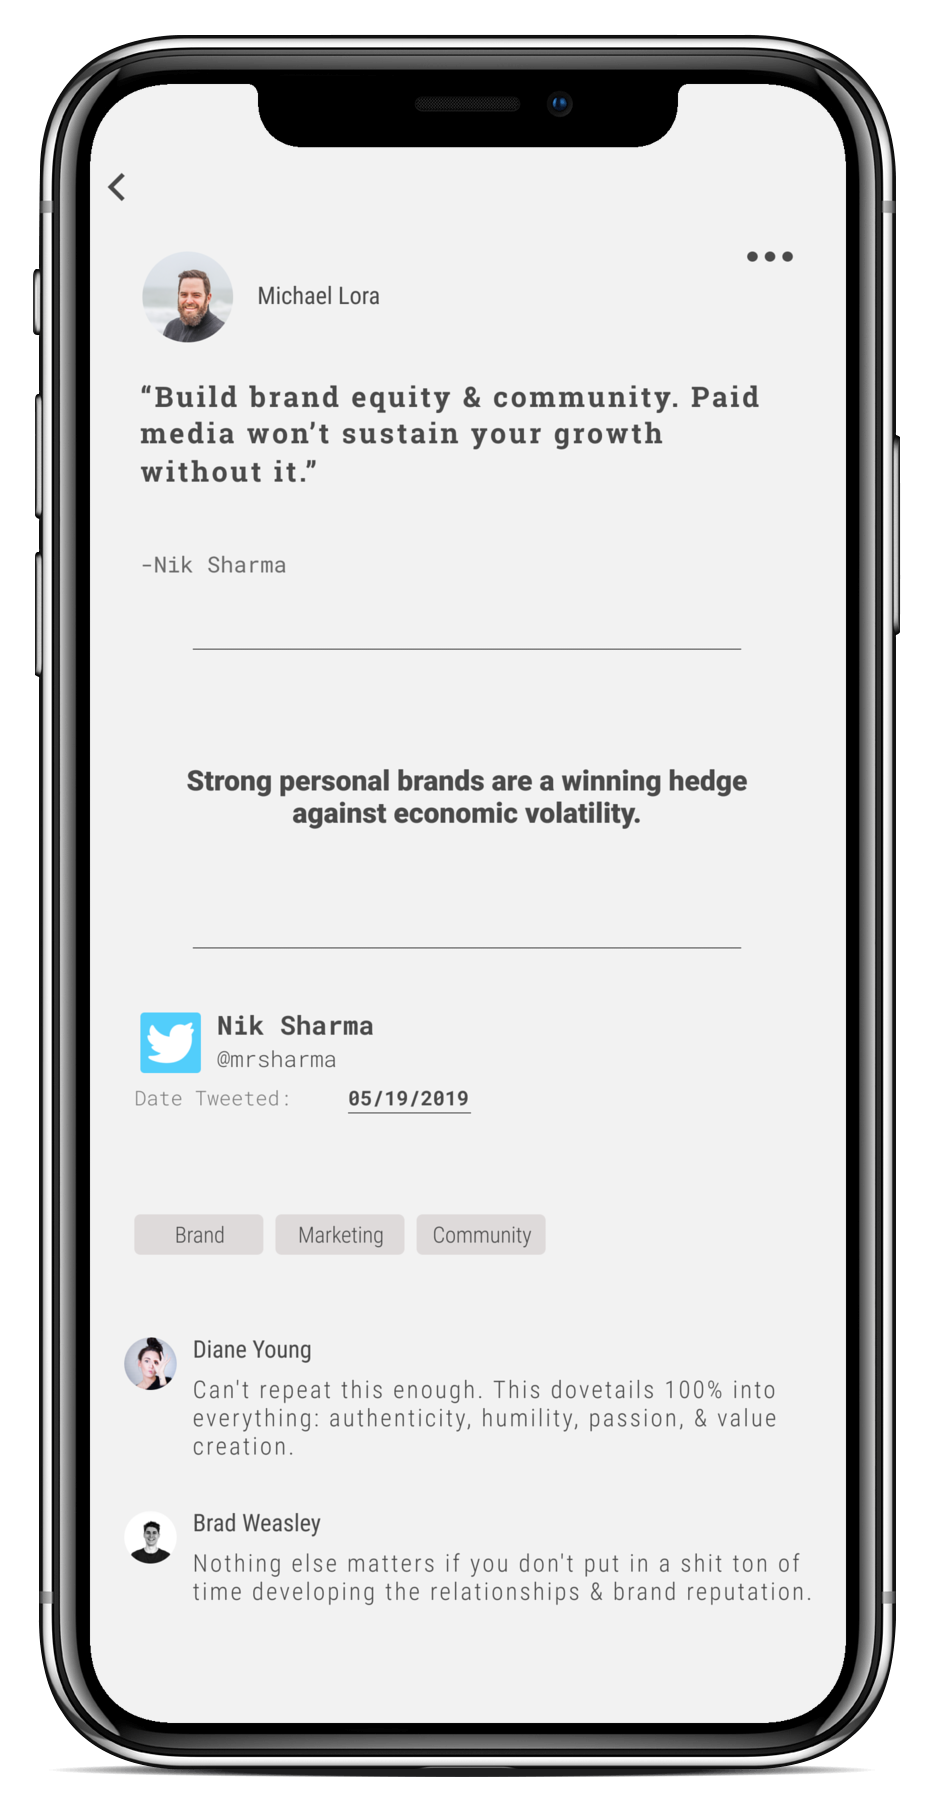 Michael Lora
“Build brand equity & community. Paid
media won’t sustain your growth
without it.”
-Nik Sharma
Strong personal brands are a winning hedge
against economic volatility.
Nik Sharma
@mrsharma
Date Tweeted: 05/19/2019
Brand Marketing Community
Diane Young
Can't repeat this enough. This dovetails 100% into
everything: authenticity, humility, passion, & value
creation.
Brad Weasley
Nothing else matters if you don't put in a shit ton of
time developing the relationships & brand reputation.